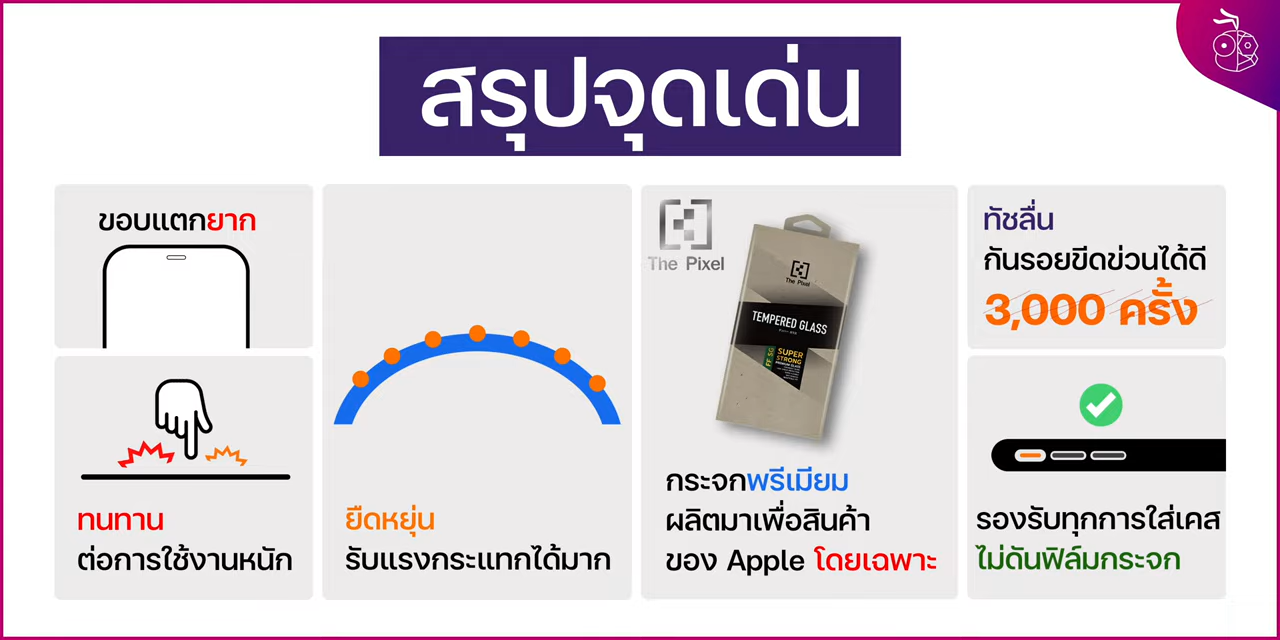 สรุปจุดเด่น
ขอบแตกยาก
ทนทาน
ต่อการใช้งานหนัก
ยืดหยุ่น
รับแรงกระแทกได้มาก
The Pixel
The Pixel
TEMPERED GLASS
SUPER
STRONG
กระจกพรีเมียม
ผลิตมาเพื่อสินค้า
ของ Apple โดยเฉพาะ
ทัชลื่น
กันรอยขีดข่วนได้ดี
3,000 ครั้ง
รองรับทุกการใส่เคส
ไม่ดันฟิล์มกระจก